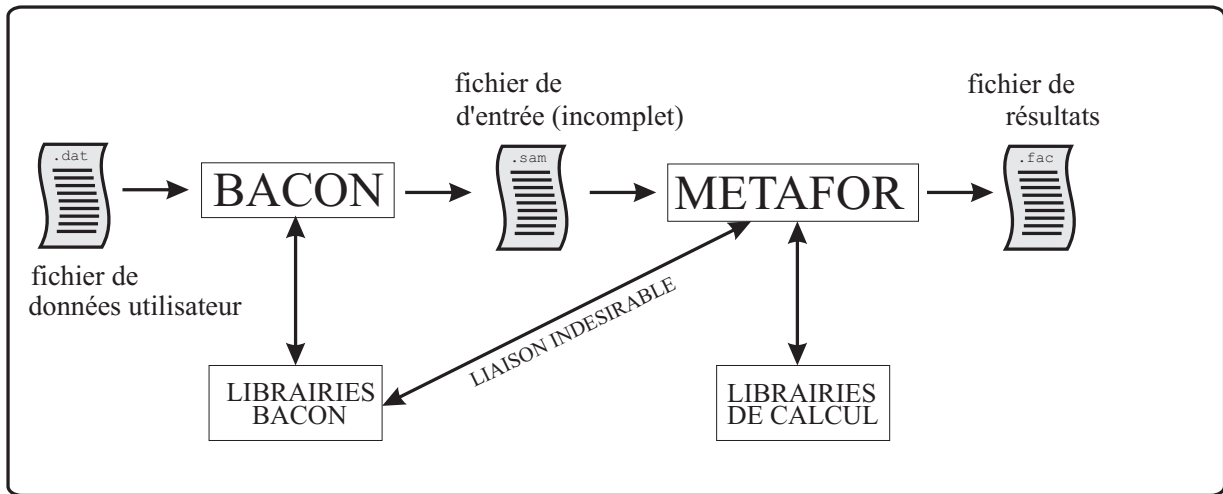 fichier de
d'entrée (incomplet)
fichier de
résultats
.dat
BACON
.sam
METAFOR
.fac
fichier de
données utilisateur
LIAISON INDESIRABLE
LIBRAIRIES
BACON
LIBRAIRIES
DE CALCUL